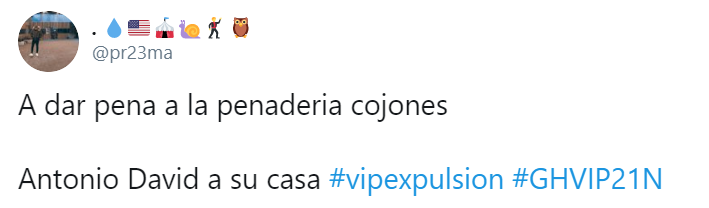 . 💧🇺🇸🎪🐌🕺🦉
@pr23ma
A dar pena a la penaderia cojones
Antonio David a su casa #vipexpulsion #GHVIP21N